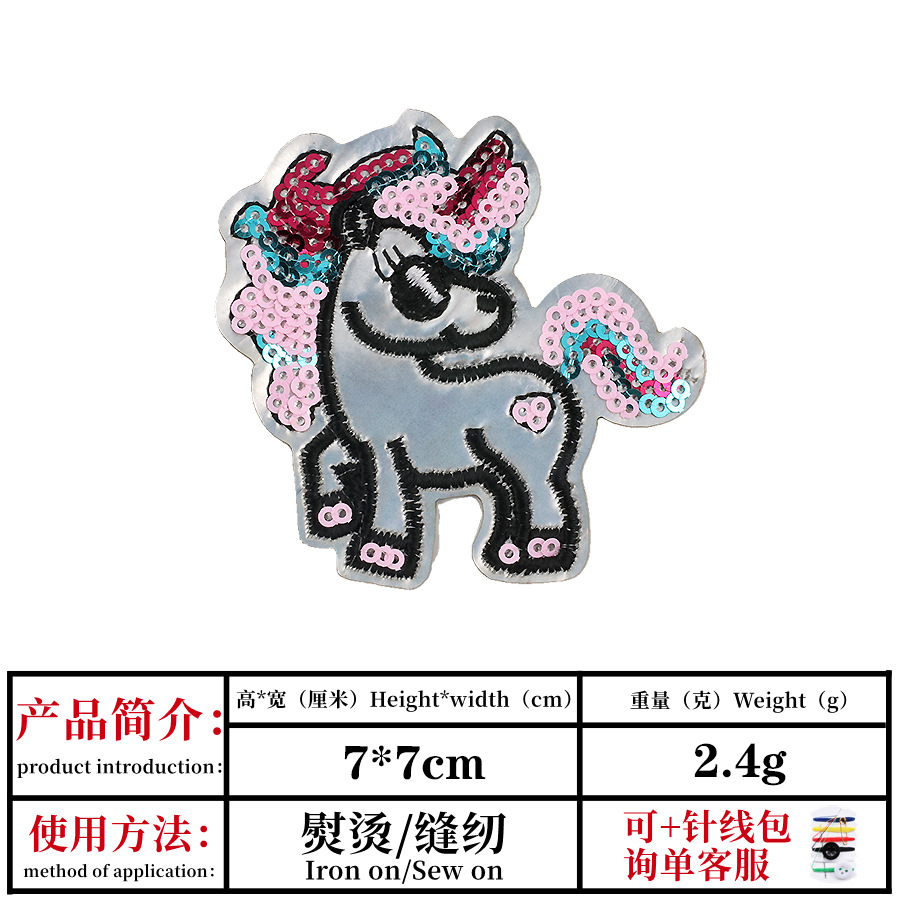 产品简介：
product introduction：
高*宽（厘米）Height*width（cm）
重量（克）Weight（g）
7*7cm
2.4g
使用方法：
method of application：
熨烫/缝纫
Iron on/Sew on
可+针线包
询单客服